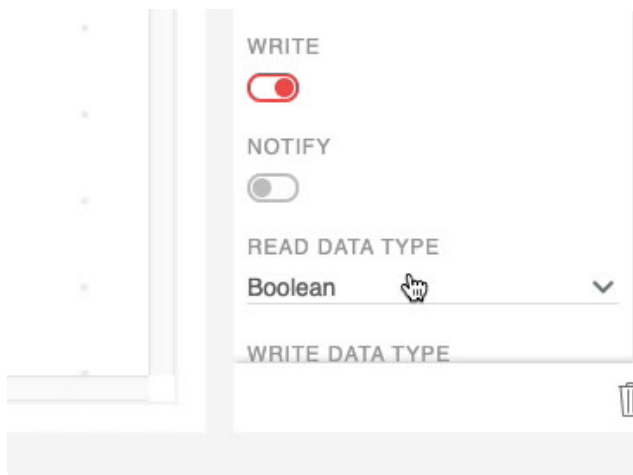 WRITE
NOTIFY
READ DATA TYPE
Boolean
WRITE DATA TYPE